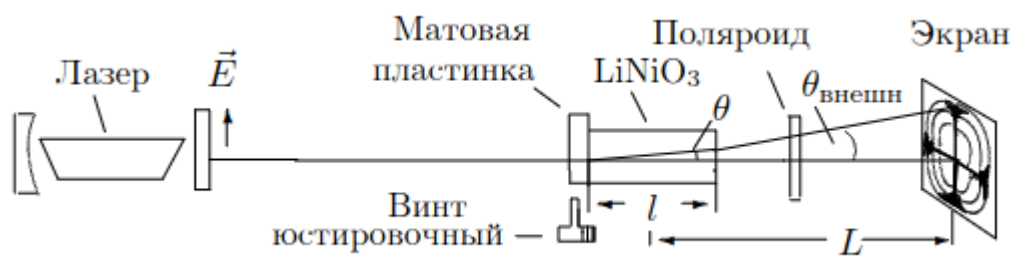 Лазер
E⃗
Матовая
пластинка
LiNiO₃
θ
Поляроид
θвнешн
Экран
Винт
юстировочный
l
L